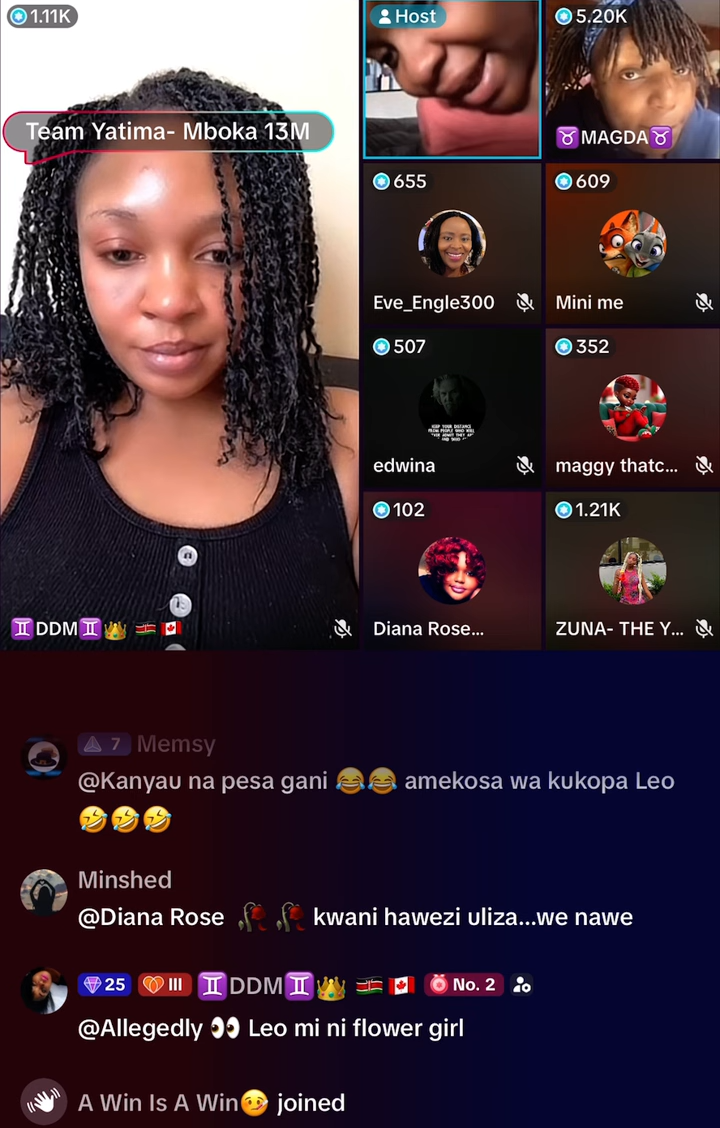 1.11K
Team Yatima- Mboka 13M
♊DDM♊👑 🇰🇪🇨🇦
Host
5.20K
♉MAGDA♉
655
Eve_Engle300
609
Mini me
507
edwina
352
maggy thatc...
102
Diana Rose...
1.21K
ZUNA- THE Y...
7 Memsy
@Kanyau na pesa gani 😂😂 amekosa wa kukopa Leo
🤣🤣🤣
Minshed
@Diana Rose 🥀🥀 kwani hawezi uliza...we nawe
25 III ♊DDM♊👑 🇰🇪🇨🇦 No. 2
@Allegedly 👀 Leo mi ni flower girl
A Win Is A Win🤒 joined